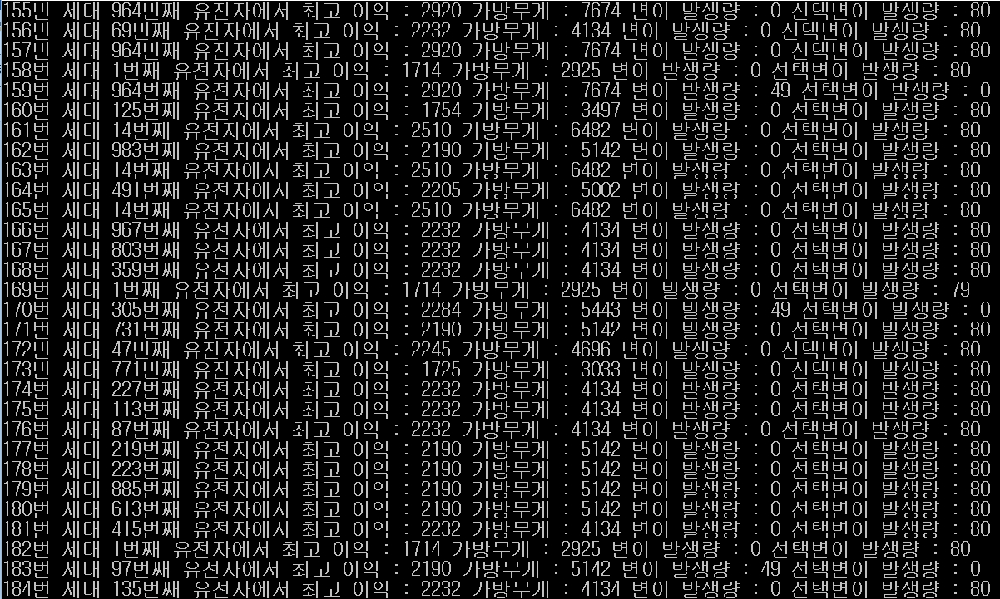 155번 세대 964번째 유전자에서 최고 이익 : 2920 가방무게 : 7674 변이 발생량 : 0 선택변이 발생량 : 80
156번 세대 69번째 유전자에서 최고 이익 : 2232 가방무게 : 4134 변이 발생량 : 0 선택변이 발생량 : 80
157번 세대 964번째 유전자에서 최고 이익 : 2920 가방무게 : 7674 변이 발생량 : 0 선택변이 발생량 : 80
158번 세대 1번째 유전자에서 최고 이익 : 1714 가방무게 : 2925 변이 발생량 : 0 선택변이 발생량 : 80
159번 세대 964번째 유전자에서 최고 이익 : 2920 가방무게 : 7674 변이 발생량 : 49 선택변이 발생량 : 0
160번 세대 125번째 유전자에서 최고 이익 : 1754 가방무게 : 3497 변이 발생량 : 0 선택변이 발생량 : 80
161번 세대 14번째 유전자에서 최고 이익 : 2510 가방무게 : 6482 변이 발생량 : 0 선택변이 발생량 : 80
162번 세대 983번째 유전자에서 최고 이익 : 2190 가방무게 : 5142 변이 발생량 : 0 선택변이 발생량 : 80
163번 세대 14번째 유전자에서 최고 이익 : 2510 가방무게 : 6482 변이 발생량 : 0 선택변이 발생량 : 80
164번 세대 491번째 유전자에서 최고 이익 : 2205 가방무게 : 5002 변이 발생량 : 0 선택변이 발생량 : 80
165번 세대 14번째 유전자에서 최고 이익 : 2510 가방무게 : 6482 변이 발생량 : 0 선택변이 발생량 : 80
166번 세대 967번째 유전자에서 최고 이익 : 2232 가방무게 : 4134 변이 발생량 : 0 선택변이 발생량 : 80
167번 세대 803번째 유전자에서 최고 이익 : 2232 가방무게 : 4134 변이 발생량 : 0 선택변이 발생량 : 80
168번 세대 359번째 유전자에서 최고 이익 : 2232 가방무게 : 4134 변이 발생량 : 0 선택변이 발생량 : 80
169번 세대 1번째 유전자에서 최고 이익 : 1714 가방무게 : 2925 변이 발생량 : 0 선택변이 발생량 : 79
170번 세대 305번째 유전자에서 최고 이익 : 2284 가방무게 : 5443 변이 발생량 : 49 선택변이 발생량 : 0
171번 세대 731번째 유전자에서 최고 이익 : 2190 가방무게 : 5142 변이 발생량 : 0 선택변이 발생량 : 80
172번 세대 47번째 유전자에서 최고 이익 : 2245 가방무게 : 4696 변이 발생량 : 0 선택변이 발생량 : 80
173번 세대 771번째 유전자에서 최고 이익 : 1725 가방무게 : 3033 변이 발생량 : 0 선택변이 발생량 : 80
174번 세대 227번째 유전자에서 최고 이익 : 2232 가방무게 : 4134 변이 발생량 : 0 선택변이 발생량 : 80
175번 세대 113번째 유전자에서 최고 이익 : 2232 가방무게 : 4134 변이 발생량 : 0 선택변이 발생량 : 80
176번 세대 87번째 유전자에서 최고 이익 : 2232 가방무게 : 4134 변이 발생량 : 0 선택변이 발생량 : 80
177번 세대 219번째 유전자에서 최고 이익 : 2190 가방무게 : 5142 변이 발생량 : 0 선택변이 발생량 : 80
178번 세대 223번째 유전자에서 최고 이익 : 2190 가방무게 : 5142 변이 발생량 : 0 선택변이 발생량 : 80
179번 세대 885번째 유전자에서 최고 이익 : 2190 가방무게 : 5142 변이 발생량 : 0 선택변이 발생량 : 80
180번 세대 613번째 유전자에서 최고 이익 : 2190 가방무게 : 5142 변이 발생량 : 0 선택변이 발생량 : 80
181번 세대 415번째 유전자에서 최고 이익 : 2232 가방무게 : 4134 변이 발생량 : 0 선택변이 발생량 : 80
182번 세대 1번째 유전자에서 최고 이익 : 1714 가방무게 : 2925 변이 발생량 : 0 선택변이 발생량 : 80
183번 세대 97번째 유전자에서 최고 이익 : 2190 가방무게 : 5142 변이 발생량 : 49 선택변이 발생량 : 0
184번 세대 135번째 유전자에서 최고 이익 : 2232 가방무게 : 4134 변이 발생량 : 0 선택변이 발생량 : 80